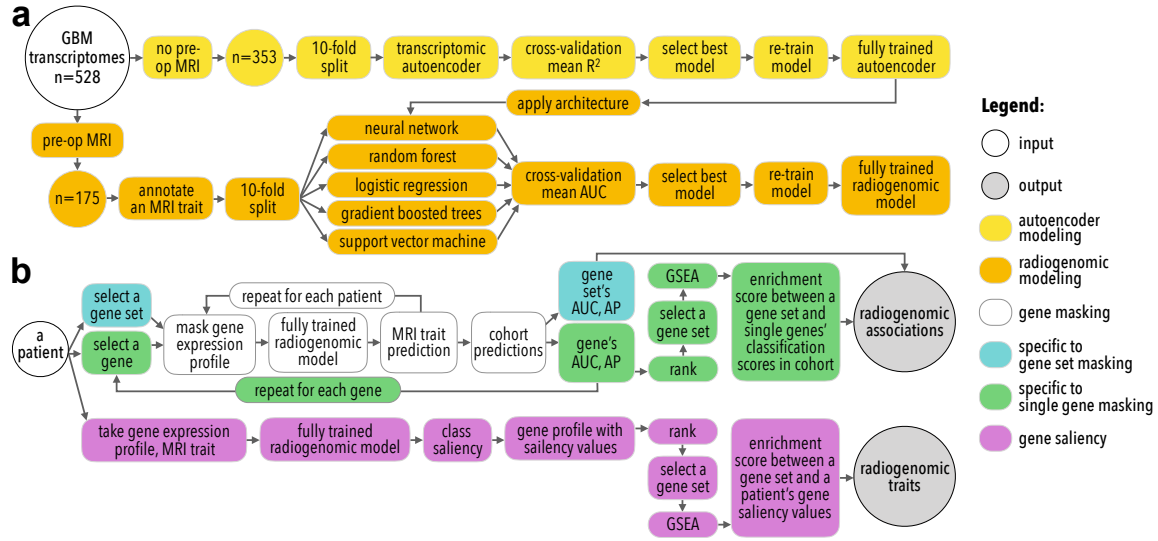 a
GBM
transcriptomes
n=528
no pre-
op MRI
n=353
10-fold
split
transcriptomic
autoencoder
cross-validation
mean R²
select best
model
re-train
model
fully trained
autoencoder
apply architecture
pre-op MRI
n=175
annotate
an MRI trait
10-fold
split
neural network
random forest
logistic regression
gradient boosted trees
support vector machine
cross-validation
mean AUC
select best
model
re-train
model
fully trained
radiogenomic
model
b
a
patient
select a
gene set
select a
gene
repeat for each patient
mask gene
expression
profile
fully trained
radiogenomic
model
MRI trait
prediction
cohort
predictions
gene
set's
AUC, AP
gene's
AUC, AP
repeat for each gene
GSEA
select a
gene set
rank
enrichment
score between a
gene set and
single genes'
classification
scores in cohort
radiogenomic
associations
take gene expression
profile, MRI trait
fully trained
radiogenomic model
class
saliency
gene profile with
sailency values
rank
select a
gene set
GSEA
enrichment
score between a
gene set and a
patient's gene
saliency values
radiogenomic
traits
Legend:
input
output
autoencoder
modeling
radiogenomic
modeling
gene masking
specific to
gene set masking
specific to
single gene masking
gene saliency